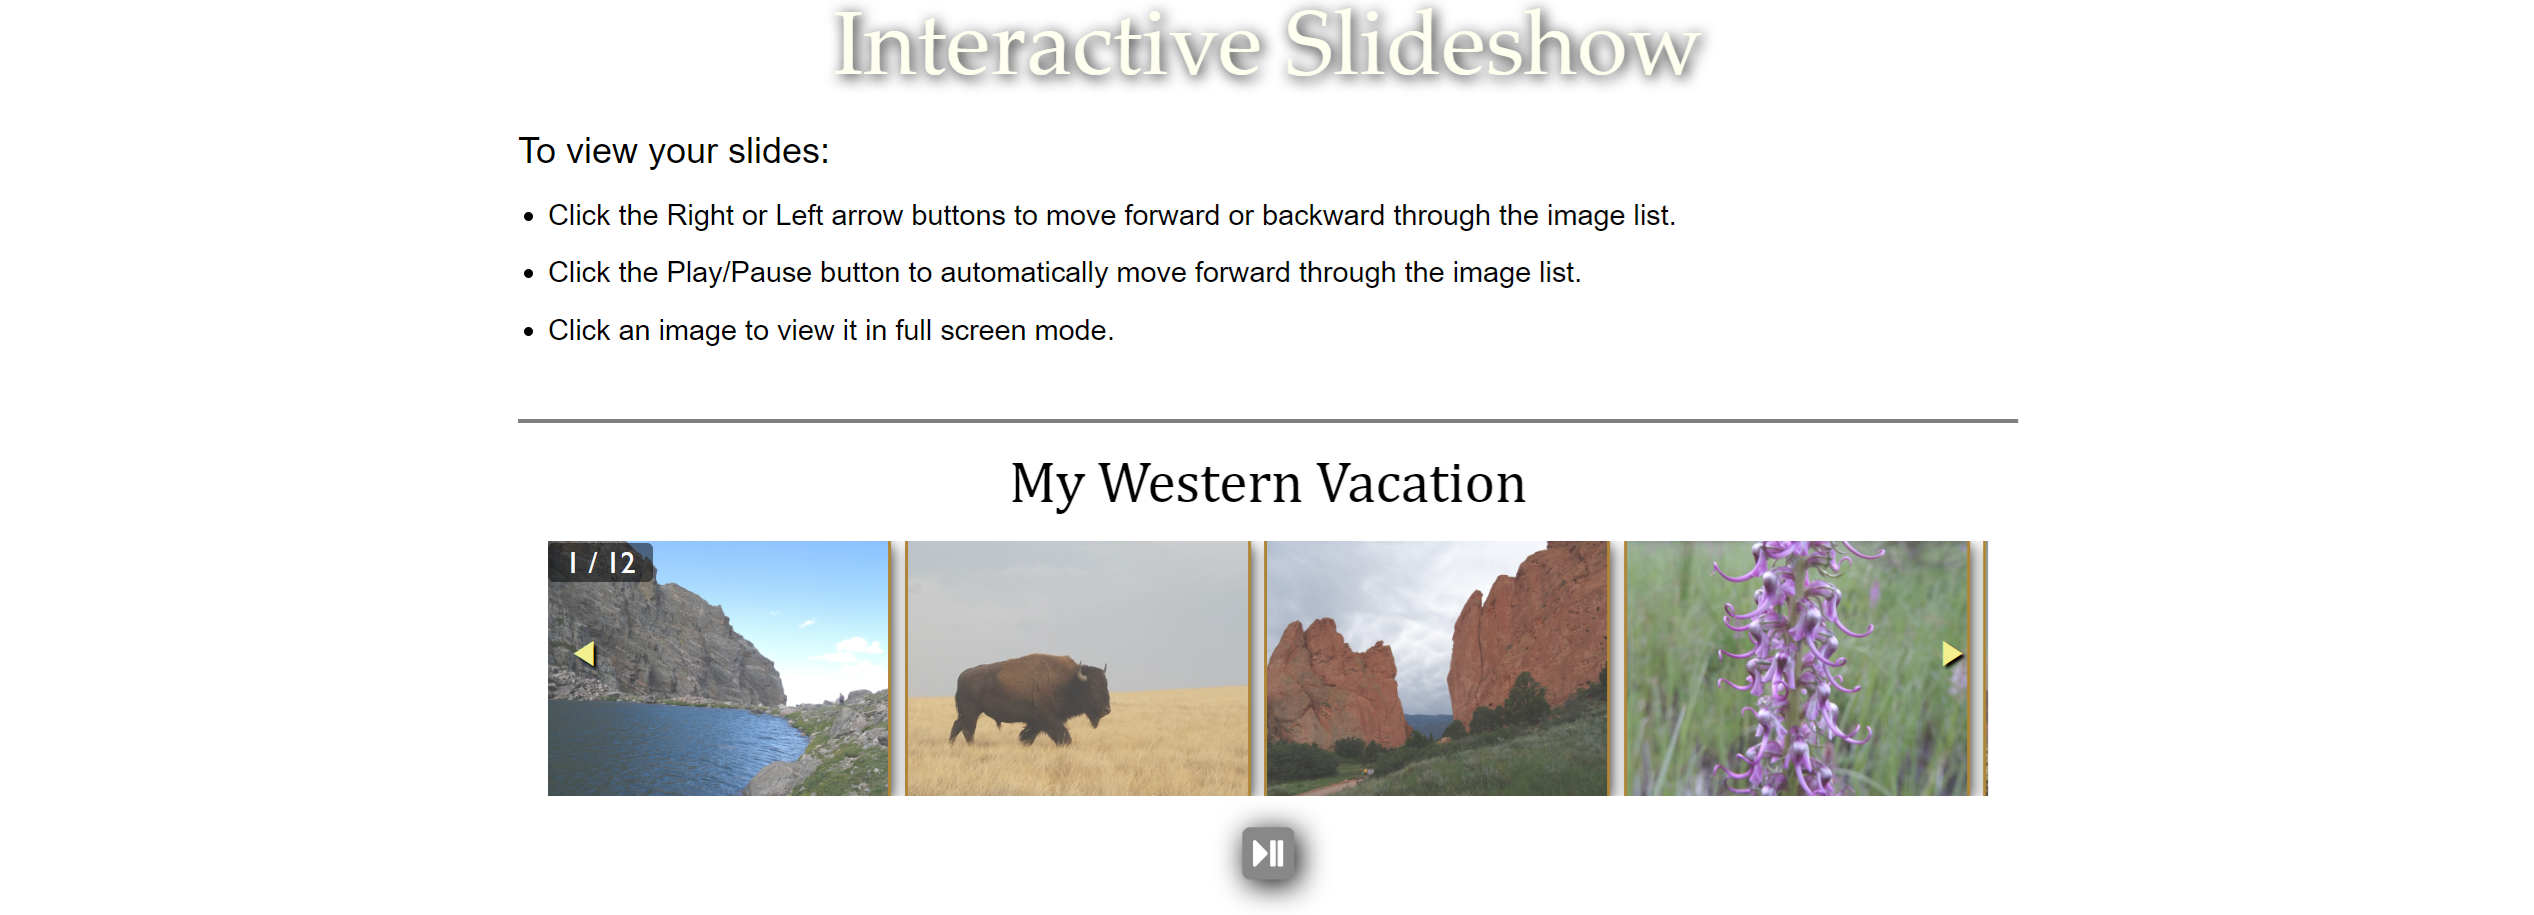 Interactive Slideshow
To view your slides:
• Click the Right or Left arrow buttons to move forward or backward through the image list.
• Click the Play/Pause button to automatically move forward through the image list.
• Click an image to view it in full screen mode.
My Western Vacation
1 / 12